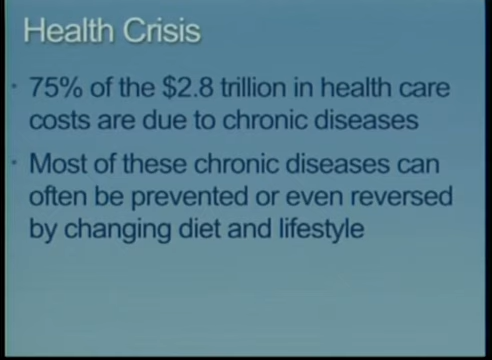 Health Crisis
• 75% of the $2.8 trillion in health care
costs are due to chronic diseases
• Most of these chronic diseases can
often be prevented or even reversed
by changing diet and lifestyle